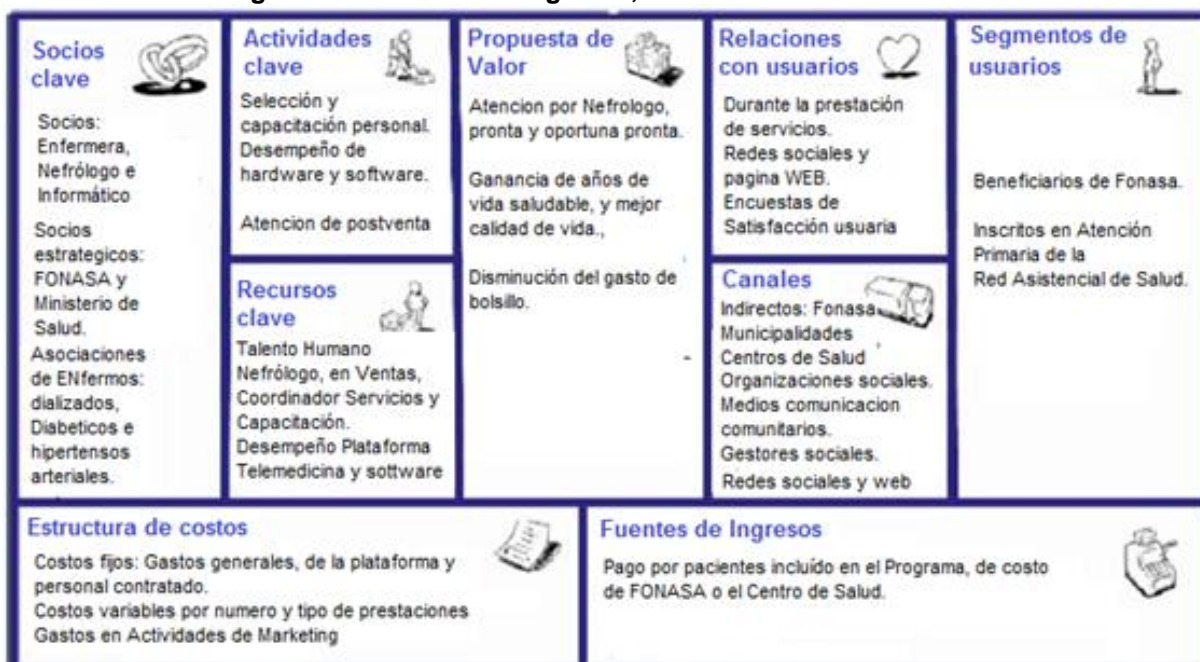 Socios
clave
Socios:
Enfermera,
Nefrólogo e
Informático
Socios
estrategicos:
FONASA y
Ministerio de
Salud.
Asociaciones
de ENfermos:
dializados,
Diabeticos e
hipertensos
arteriales.
Actividades
clave
Selección y
capacitación personal.
Desempeño de
hardware y software.
Atencion de postventa
Recursos
clave
Talento Humano
Nefrólogo, en Ventas,
Coordinador Servicios y
Capacitación.
Desempeño Plataforma
Telemedicina y sottware
Propuesta de
Valor
Atencion por Nefrologo,
pronta y oportuna pronta.
Ganancia de años de
vida saludable, y mejor
calidad de vida.,
Disminución del gasto de
bolsillo.
Relaciones
con usuarios
Durante la prestación
de servicios.
Redes sociales y
pagina WEB.
Encuestas de
Satisfacción usuaria
Canales
Indirectos: Fonasa
Municipalidades
Centros de Salud
Organizaciones sociales.
Medios comunicacion
comunitarios.
Gestores sociales.
Redes sociales y web
Segmentos de
usuarios
Beneficiarios de Fonasa.
Inscritos en Atención
Primaria de la
Red Asistencial de Salud.
Estructura de costos
Costos fijos: Gastos generales, de la plataforma y
personal contratado.
Costos variables por numero y tipo de prestaciones
Gastos en Actividades de Marketing
Fuentes de Ingresos
Pago por pacientes incluído en el Programa, de costo
de FONASA o el Centro de Salud.